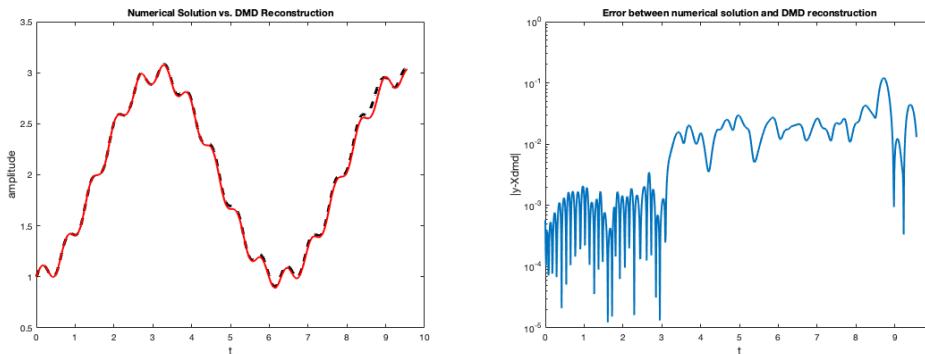 Numerical Solution vs. DMD Reconstruction
3.5
3
2.5
2
1.5
1
0.5
amplitude
0 1 2 3 4 5 6 7 8 9 10
t
Error between numerical solution and DMD reconstruction
10^0
10^-1
10^-2
10^-3
10^-4
10^-5
|y-Xdmd|
0 1 2 3 4 5 6 7 8 9
t